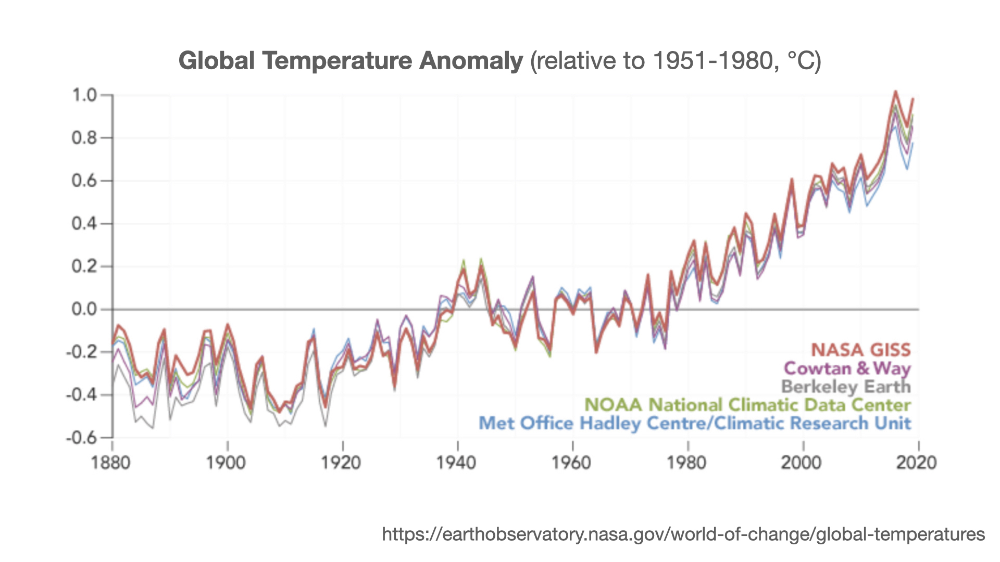 Global Temperature Anomaly (relative to 1951-1980, °C)
1.0
0.8
0.6
0.4
0.2
0.0
-0.2
-0.4
-0.6
NASA GISS
Cowtan & Way
Berkeley Earth
NOAA National Climatic Data Center
Met Office Hadley Centre/Climatic Research Unit
1880 1900 1920 1940 1960 1980 2000 2020
https://earthobservatory.nasa.gov/world-of-change/global-temperatures